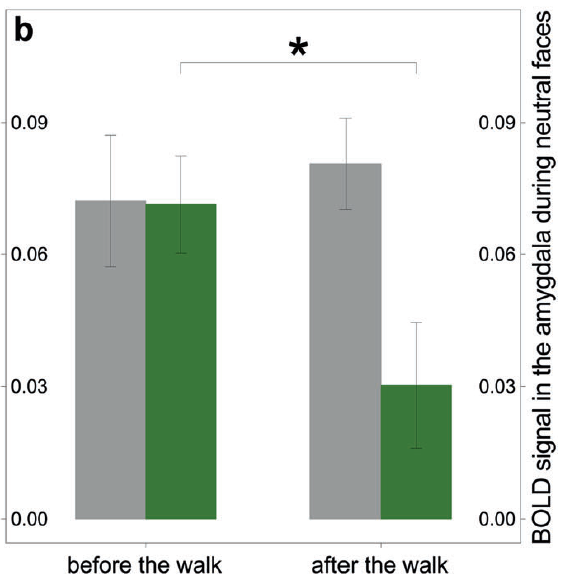 b
*
0.09
0.06
0.03
0.00
0.09
0.06
0.03
0.00
BOLD signal in the amygdala during neutral faces
before the walk
after the walk